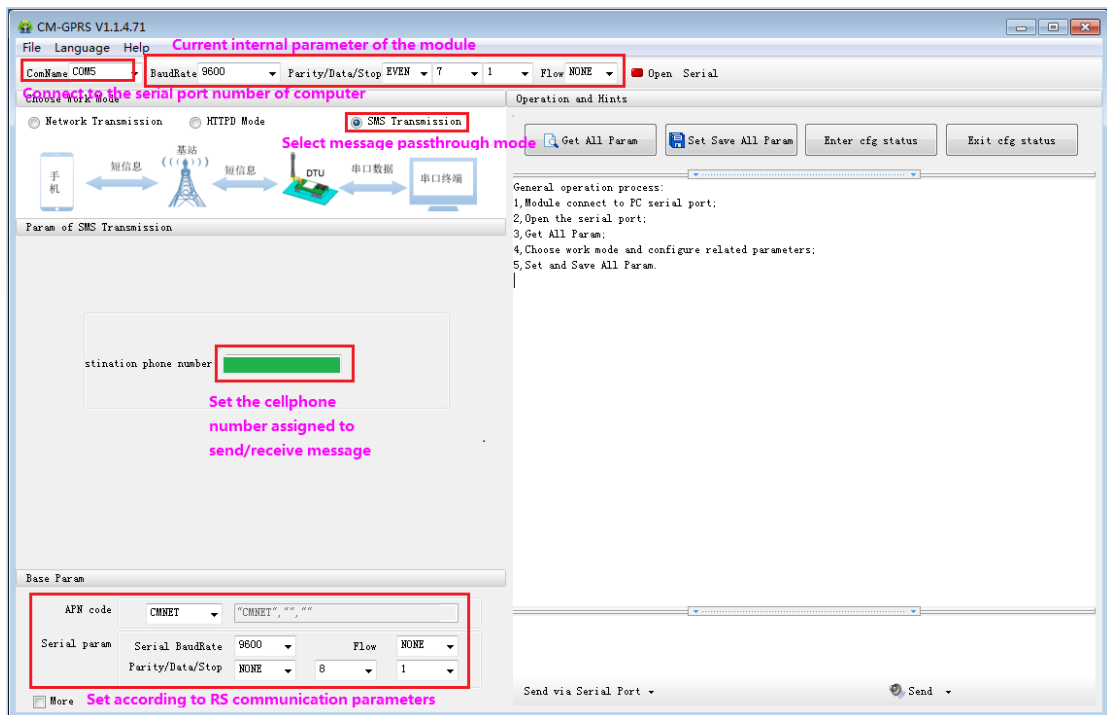 CM-GPRS V1.1.4.71
File Language Help
Current internal parameter of the module
ComName COM5 BaudRate 9600 Parity/Data/Stop EVEN 7 1 Flow NONE Open Serial
Connect to the serial port number of computer
Choose Work Mode
Operation and Hints
Network Transmission HTTPD Mode SMS Transmission
Select message passthrough mode
Get All Param Set Save All Param Enter cfg status Exit cfg status
基站
手机
短信息
短信息
DTU
串口数据
串口终端
General operation process:
1,Module connect to PC serial port;
2,Open the serial port;
3,Get All Param;
4,Choose work mode and configure related parameters;
5,Set and Save All Param.
Param of SMS Transmission
stination phone number
Set the cellphone
number assigned to
send/receive message
Base Param
APN code CMNET "CMNET","",""
Serial param Serial BaudRate 9600 Flow NONE
Parity/Data/Stop NONE 8 1
More Set according to RS communication parameters
Send via Serial Port Send